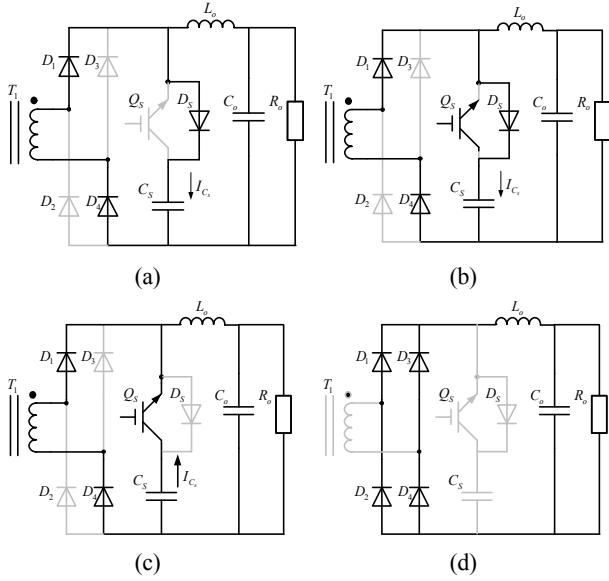 L_o
D_1 D_3
T_1 Q_S D_S C_o R_o
C_S I_{C_s}
D_2 D_4
(a)
L_o
D_1 D_3
T_1 Q_S D_S C_o R_o
C_S I_{C_s}
D_2 D_4
(b)
L_o
D_1 D_3
T_1 Q_S D_S C_o R_o
C_S I_{C_s}
D_2 D_4
(c)
L_o
D_1 D_3
T_1 Q_S D_S C_o R_o
C_S
D_2 D_4
(d)